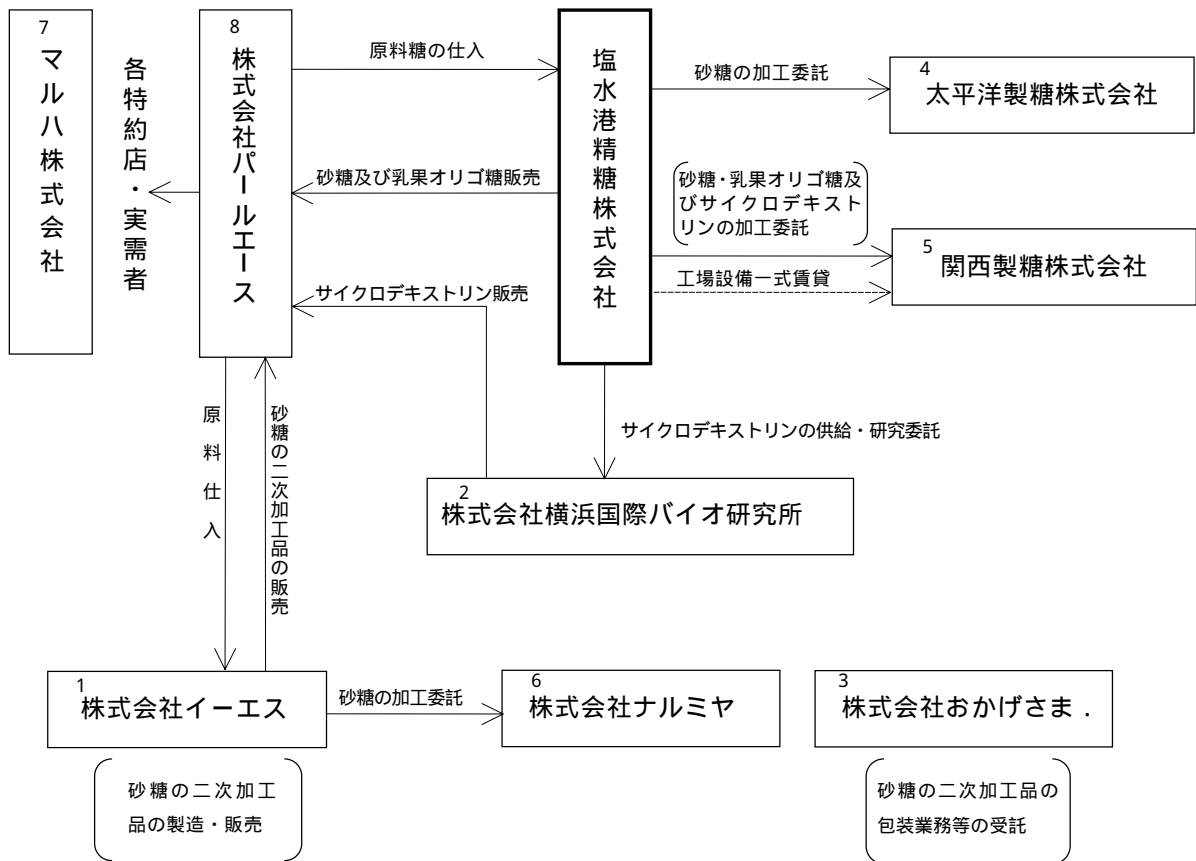 7
マルハ株式会社
各特約店・実需者
8
株式会社パールエース
原料糖の仕入
塩水港精糖株式会社
砂糖の加工委託
4
太平洋製糖株式会社
砂糖及び乳果オリゴ糖販売
砂糖・乳果オリゴ糖及
びサイクロデキスト
リンの加工委託
5
関西製糖株式会社
工場設備一式賃貸
サイクロデキストリン販売
原料仕入
砂糖の二次加工品の販売
サイクロデキストリンの供給・研究委託
2
株式会社横浜国際バイオ研究所
1
株式会社イーエス
砂糖の加工委託
6
株式会社ナルミヤ
3
株式会社おかげさま．
砂糖の二次加工
品の製造・販売
砂糖の二次加工品の
包装業務等の受託